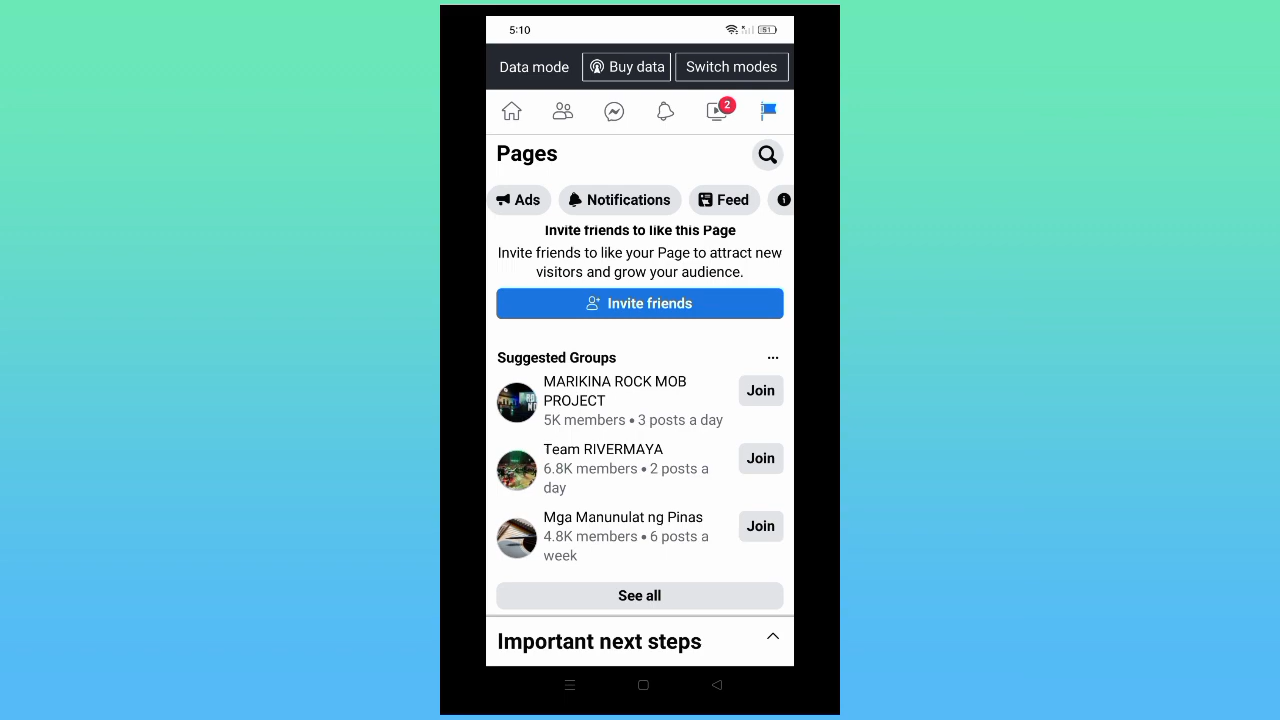 5:10
51
Data mode
Buy data
Switch modes
2
Pages
Ads
Notifications
Feed
Invite friends to like this Page
Invite friends to like your Page to attract new
visitors and grow your audience.
Invite friends
Suggested Groups
MARIKINA ROCK MOB
PROJECT
5K members • 3 posts a day
Join
Team RIVERMAYA
6.8K members • 2 posts a
day
Join
Mga Manunulat ng Pinas
4.8K members • 6 posts a
week
Join
See all
Important next steps